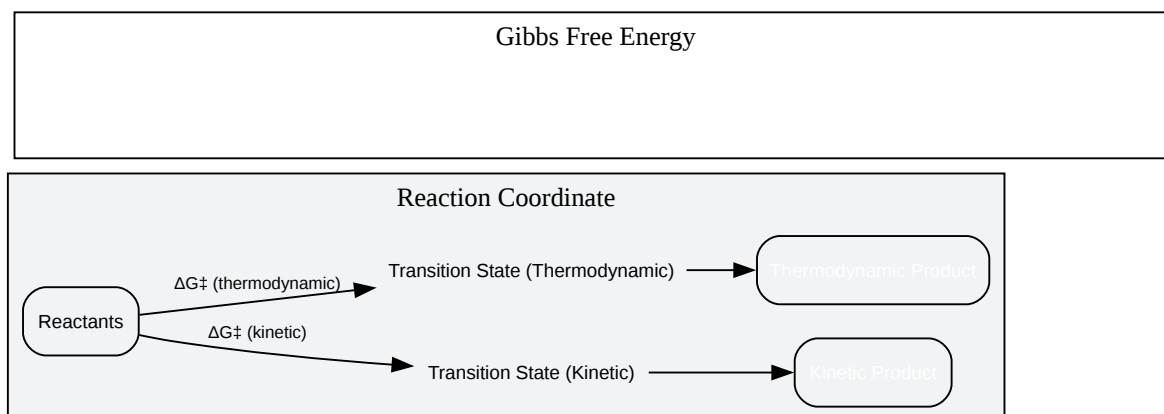 Gibbs Free Energy
Reaction Coordinate
Reactants
ΔG‡ (thermodynamic)
Transition State (Thermodynamic)
Thermodynamic Product
ΔG‡ (kinetic)
Transition State (Kinetic)
Kinetic Product